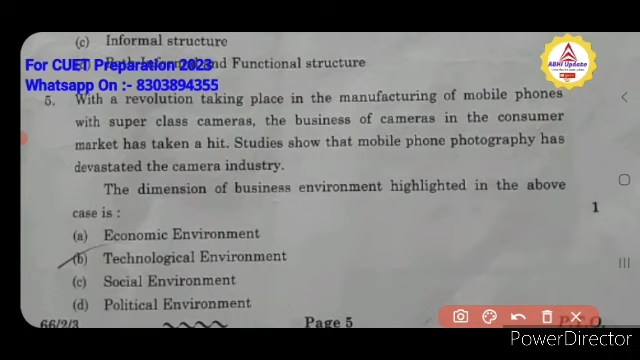 (c) Informal structure
ABHI Update
For CUET Preparation 2023
and Functional structure
Whatsapp On :- 8303894355
5. With a revolution taking place in the manufacturing of mobile phones
with super class cameras, the business of cameras in the consumer
market has taken a hit. Studies show that mobile phone photography has
devastated the camera industry.
The dimension of business environment highlighted in the above
case is :
1
(a) Economic Environment
(b) Technological Environment
(c) Social Environment
(d) Political Environment
66/2/3
Page 5
P.T.O.
PowerDirector